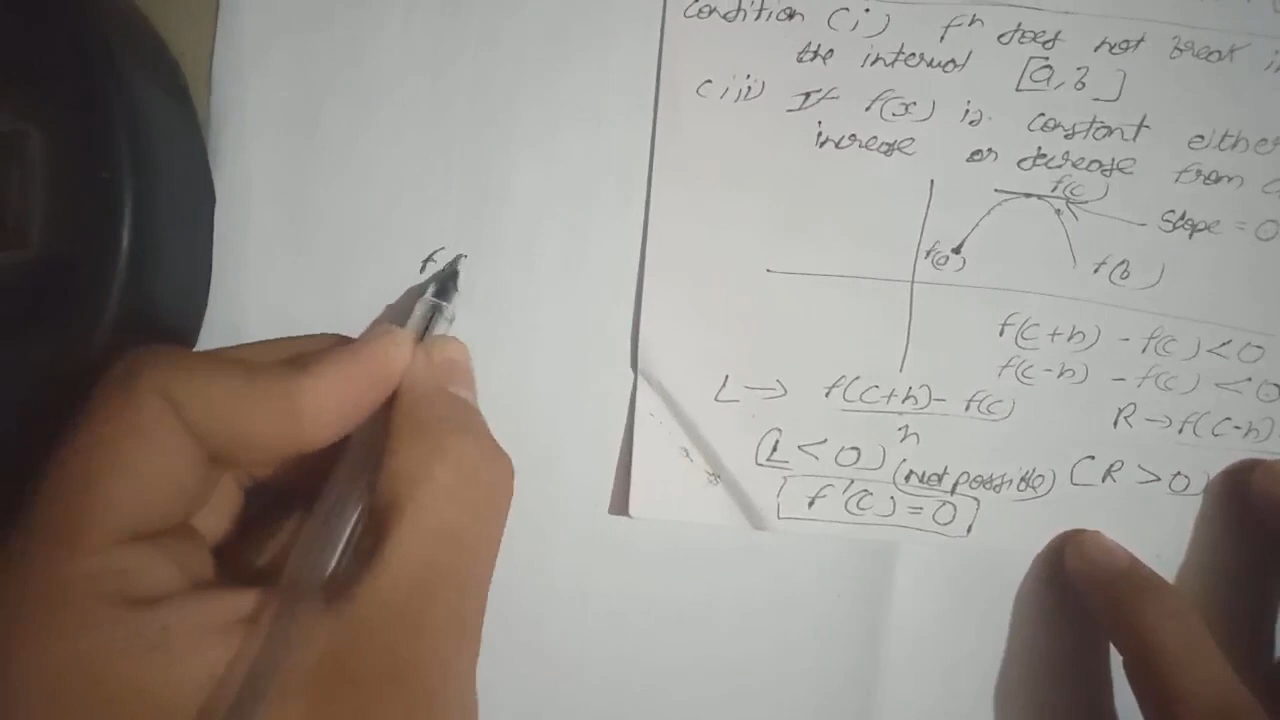 condition (i) fn does not break in
the interval [a,b]
(iii) If f(x) is constant either
increase or decrease from
f(c)
slope = 0
f(a)
f(b)
f(c+h) - f(c) < 0
f(c-h) - f(c) < 0
L → f(c+h) - f(c)
h
R → f(c-h)
(L < 0) (Not possible) (R > 0)
f'(c) = 0
f